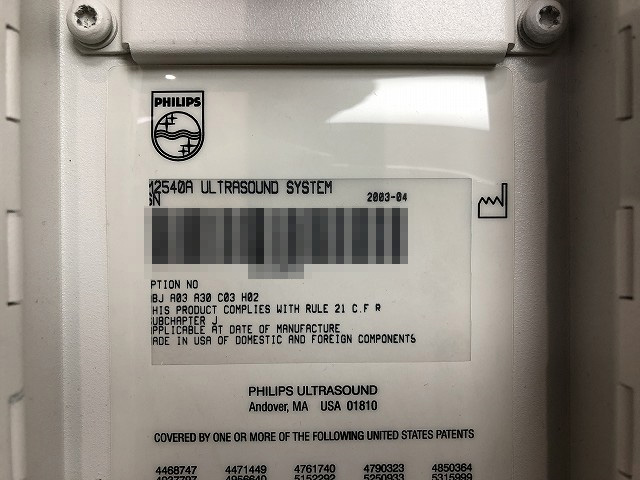 PHILIPS
M2540A ULTRASOUND SYSTEM
SN 2003-04
PTION NO
BJ A03 A30 C03 H02
HIS PRODUCT COMPLIES WITH RULE 21 C.F R
UBCHAPTER J
PPLICABLE AT DATE OF MANUFACTURE
ADE IN USA OF DOMESTIC AND FOREIGN COMPONENTS
PHILIPS ULTRASOUND
Andover, MA USA 01810
COVERED BY ONE OR MORE OF THE FOLLOWING UNITED STATES PATENTS
4468747 4471449 4761740 4790323 4850364